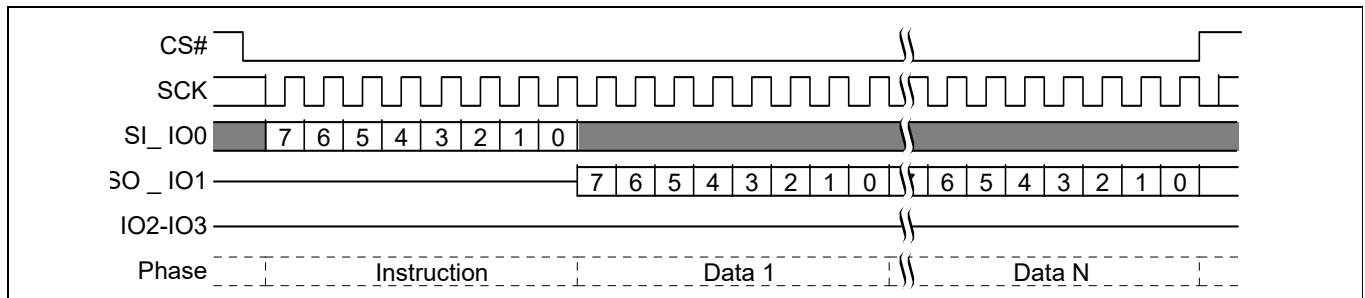 CS#
SCK
SI_ IO0 7 6 5 4 3 2 1 0
SO _ IO1 7 6 5 4 3 2 1 0 6 5 4 3 2 1 0
IO2-IO3
Phase Instruction Data 1 Data N